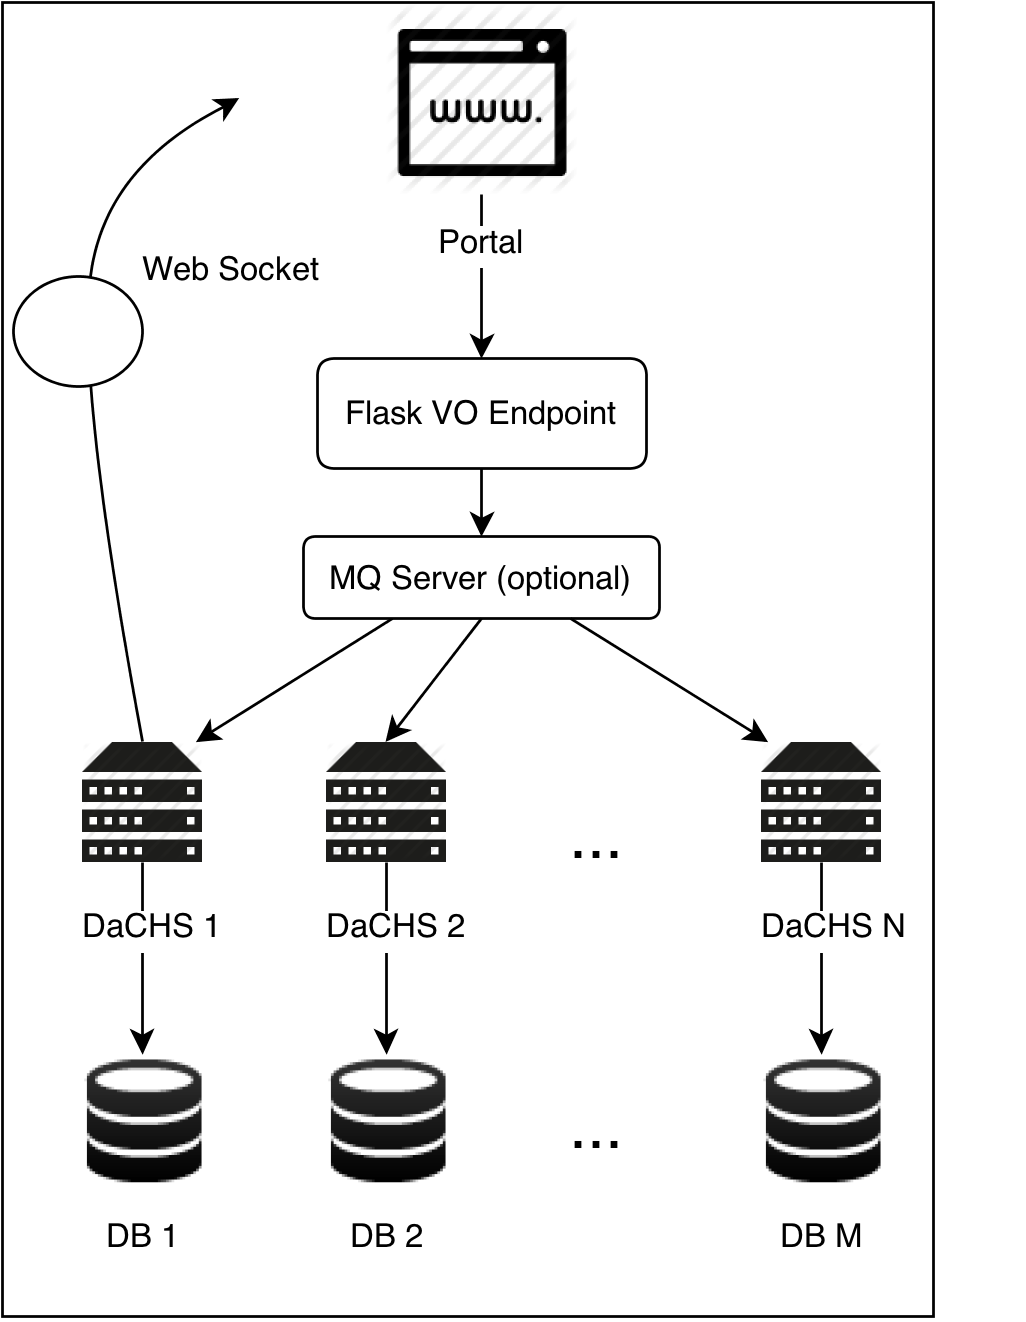 www.
Portal
Web Socket
Flask VO Endpoint
MQ Server (optional)
...
DaCHS 1 DaCHS 2 DaCHS N
...
DB 1 DB 2 DB M